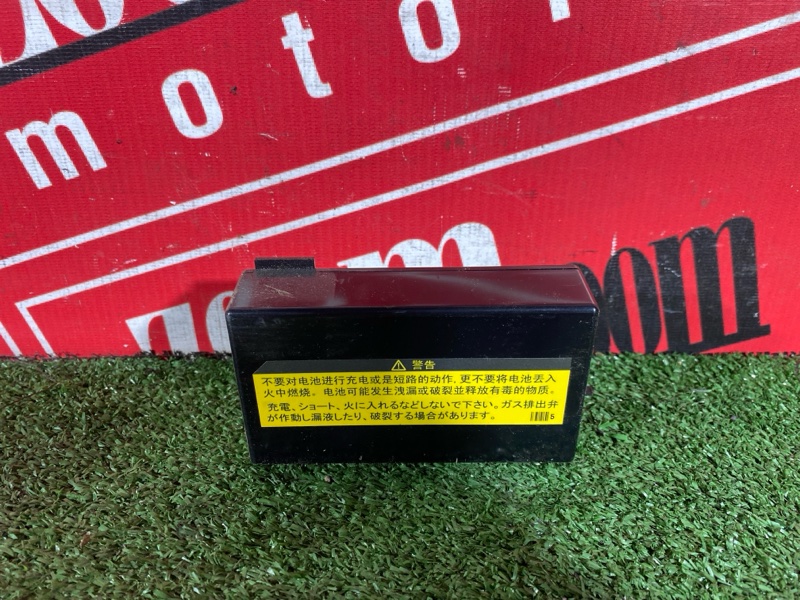 motor
room
room
⚠ 警告
不要对电池进行充电或是短路的动作,更不要将电池丢入
火中燃烧。电池可能发生洩漏或破裂並释放有毒的物质。
充電、ショート、火に入れるなどしないで下さい。ガス排出弁
が作動し漏液したり、破裂する場合があります。
s